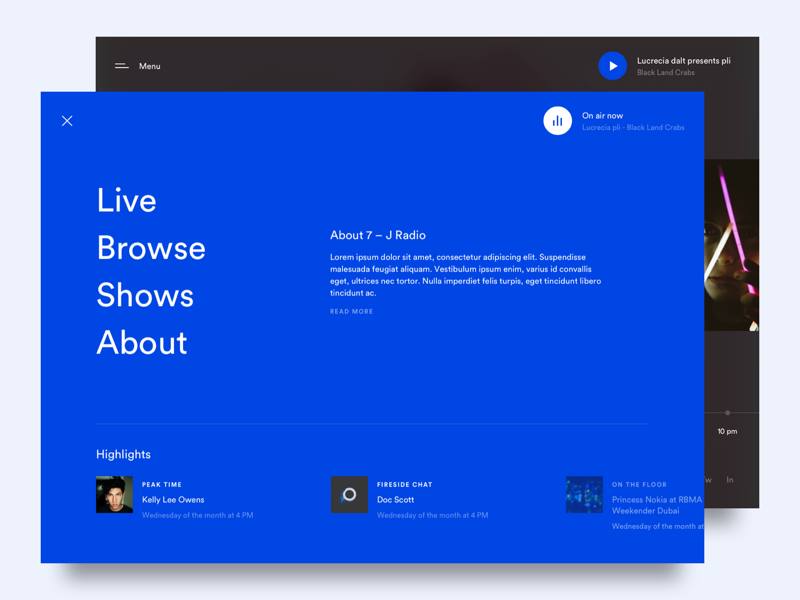 Menu
Lucrecia dalt presents pli
Black Land Crabs
On air now
Lucrecia pli - Black Land Crabs
Live
Browse
Shows
About
About 7 – J Radio
Lorem ipsum dolor sit amet, consectetur adipiscing elit. Suspendisse
malesuada feugiat aliquam. Vestibulum ipsum enim, varius id convallis
eget, ultrices nec tortor. Nulla imperdiet felis turpis, eget tincidunt libero
tincidunt ac.
READ MORE
10 pm
Highlights
PEAK TIME
Kelly Lee Owens
Wednesday of the month at 4 PM
FIRESIDE CHAT
Doc Scott
Wednesday of the month at 4 PM
ON THE FLOOR
Princess Nokia at RBMA
Weekender Dubai
Wednesday of the month at
In